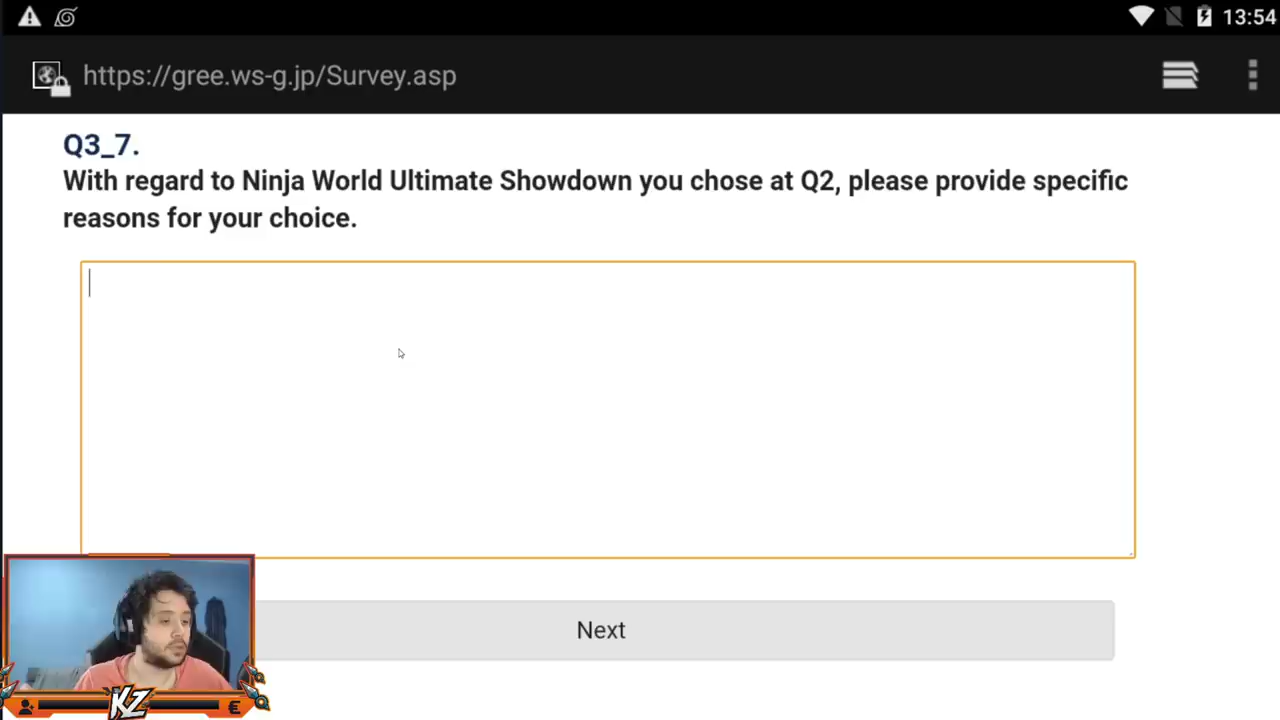 13:54
https://gree.ws-g.jp/Survey.asp
Q3_7.
With regard to Ninja World Ultimate Showdown you chose at Q2, please provide specific
reasons for your choice.
Next
KZ
€